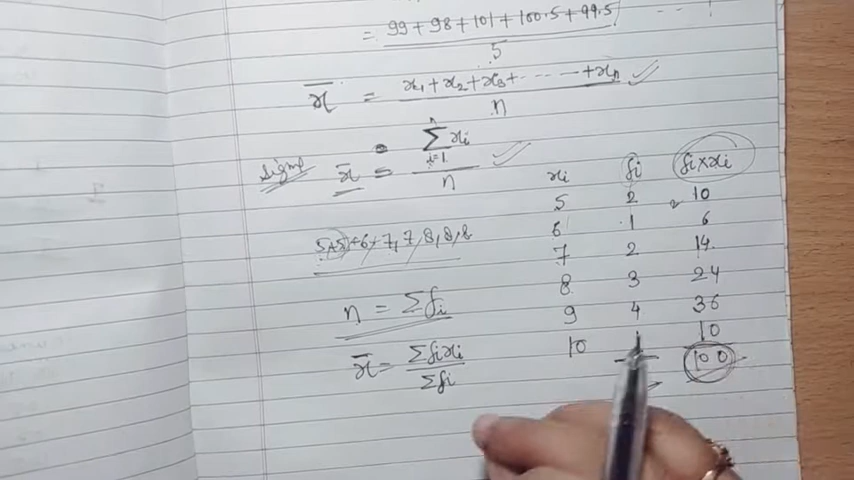 = 99 + 98 + 101 + 100.5 + 99.5 / 5
x̄ = x₁ + x₂ + x₃ + ----- + xₙ / n
Sigma x̄ = Σ(i=1 to n) xᵢ / n
xᵢ fᵢ fᵢ × xᵢ
5 2 10
6 1 6
7 2 14
8 3 24
9 4 36
10 1 10
100
5+5+6+7,7,8,8,8
n = Σfᵢ
x̄ = Σfᵢxᵢ / Σfᵢ